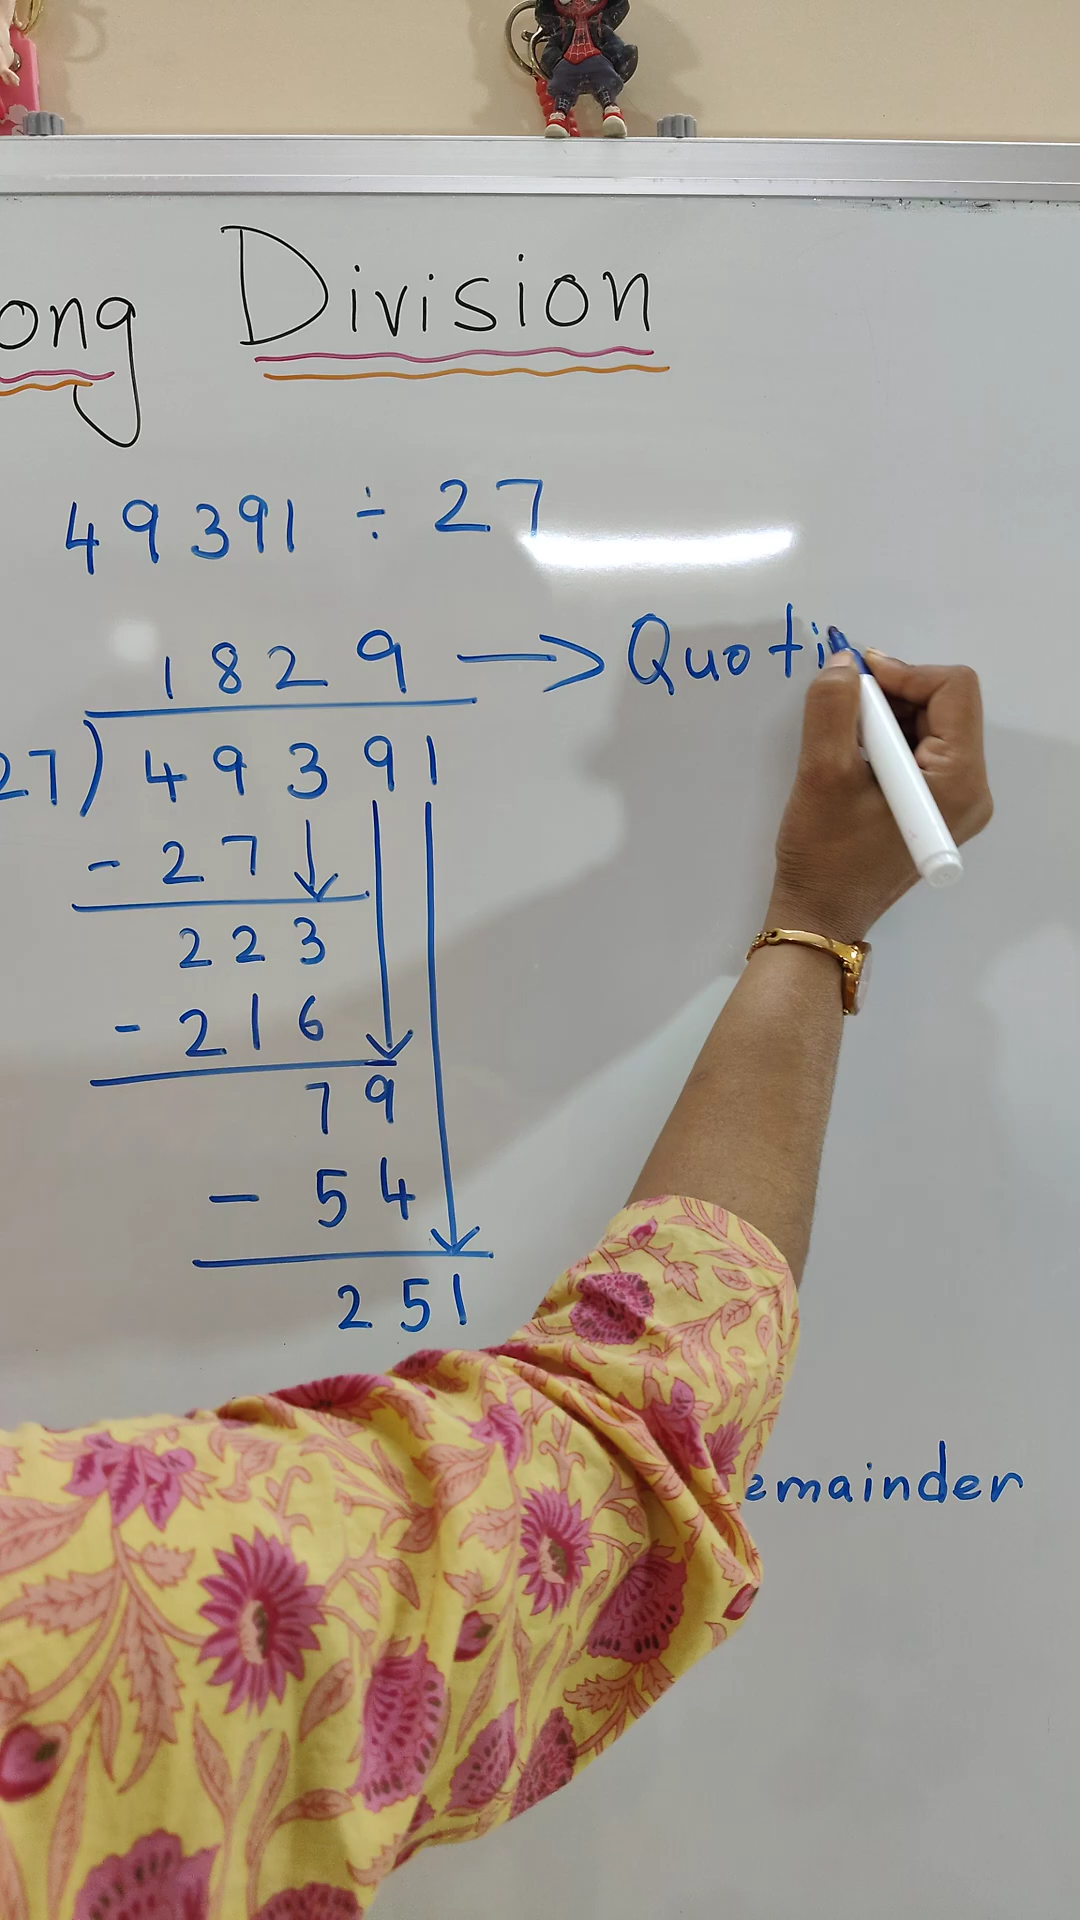 ong Division
49391 ÷ 27
1829 → Quoti
27) 49391
- 27
223
- 216
79
- 54
251
emainder